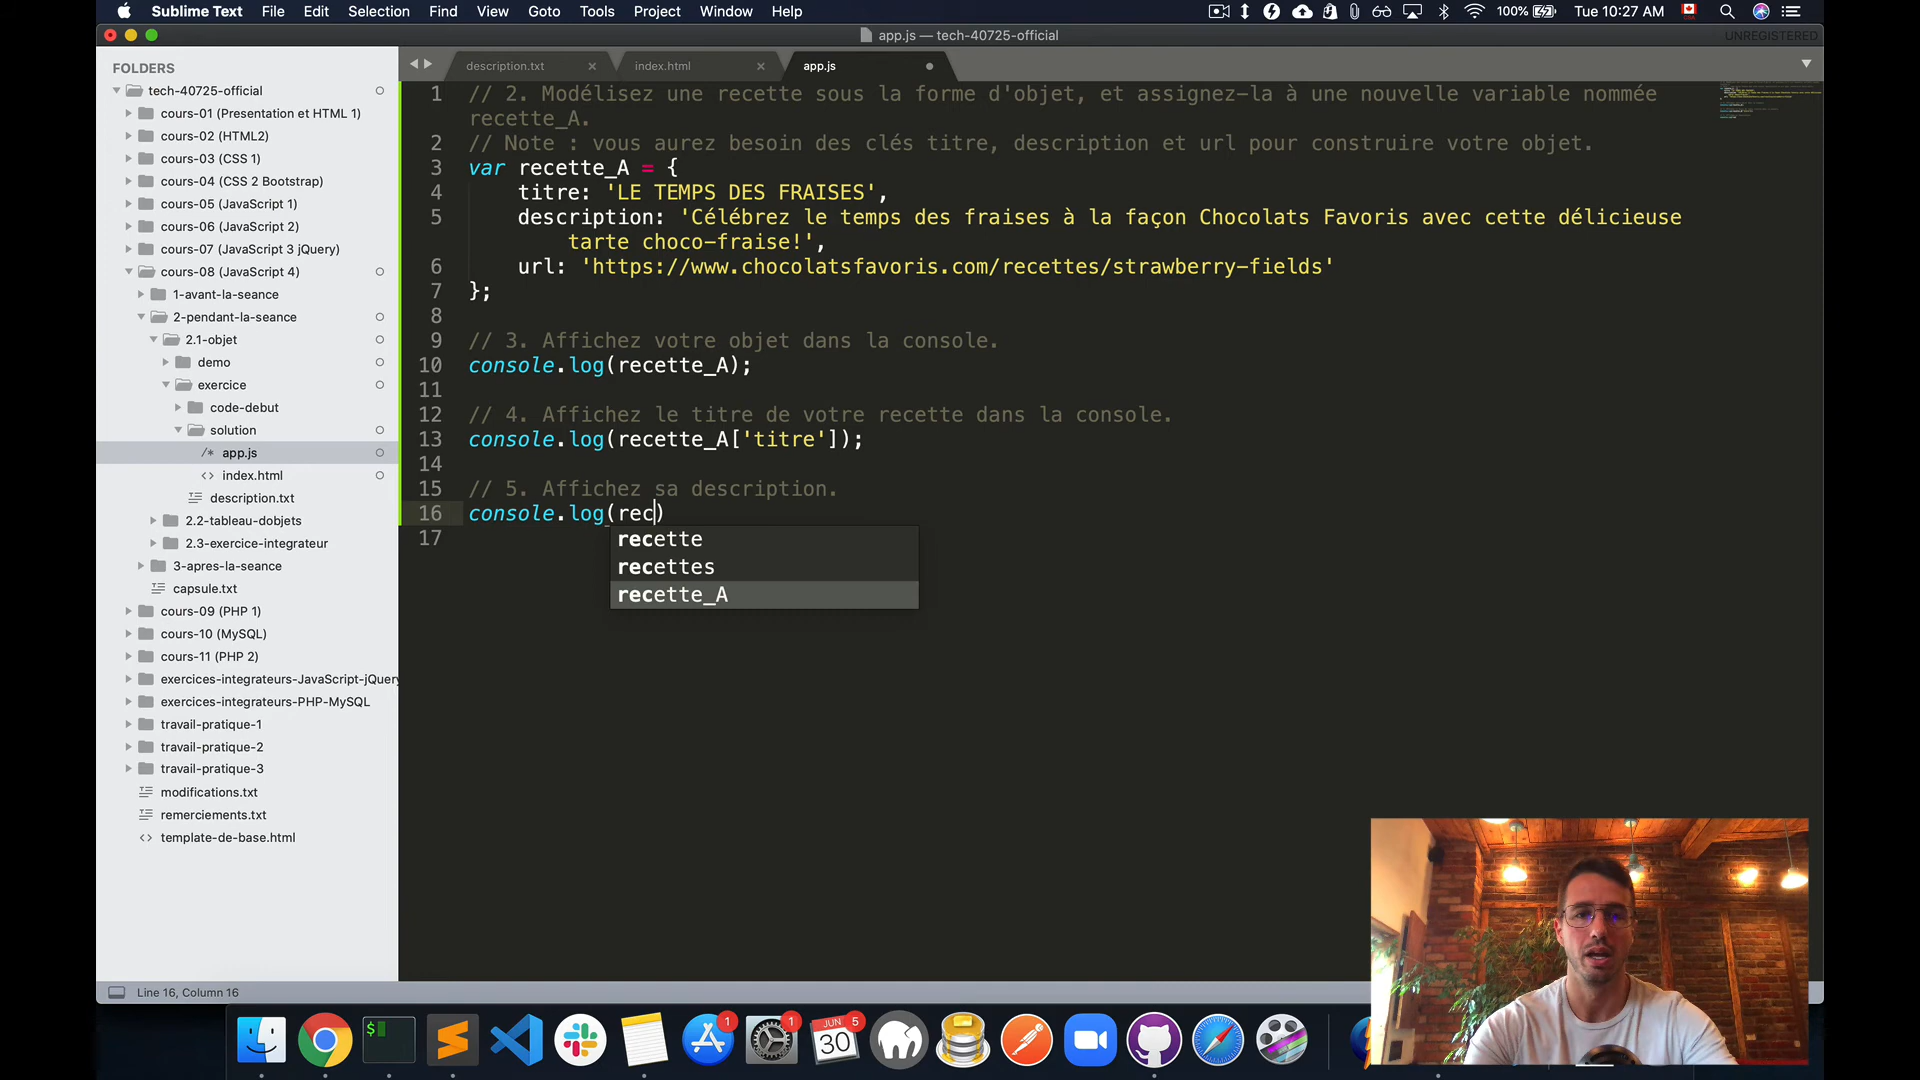 Sublime Text File Edit Selection Find View Goto Tools Project Window Help 100% Tue 10:27 AM
app.js — tech-40725-official UNREGISTERED
FOLDERS
tech-40725-official
cours-01 (Presentation et HTML 1)
cours-02 (HTML2)
cours-03 (CSS 1)
cours-04 (CSS 2 Bootstrap)
cours-05 (JavaScript 1)
cours-06 (JavaScript 2)
cours-07 (JavaScript 3 jQuery)
cours-08 (JavaScript 4)
1-avant-la-seance
2-pendant-la-seance
2.1-objet
demo
exercice
code-debut
solution
/* app.js
<> index.html
description.txt
2.2-tableau-dobjets
2.3-exercice-integrateur
3-apres-la-seance
capsule.txt
cours-09 (PHP 1)
cours-10 (MySQL)
cours-11 (PHP 2)
exercices-integrateurs-JavaScript-jQuery
exercices-integrateurs-PHP-MySQL
travail-pratique-1
travail-pratique-2
travail-pratique-3
modifications.txt
remerciements.txt
<> template-de-base.html
description.txt × index.html × app.js
1 // 2. Modélisez une recette sous la forme d'objet, et assignez-la à une nouvelle variable nommée
recette_A.
2 // Note : vous aurez besoin des clés titre, description et url pour construire votre objet.
3 var recette_A = {
4 titre: 'LE TEMPS DES FRAISES',
5 description: 'Célébrez le temps des fraises à la façon Chocolats Favoris avec cette délicieuse
tarte choco-fraise!',
6 url: 'https://www.chocolatsfavoris.com/recettes/strawberry-fields'
7 };
8
9 // 3. Affichez votre objet dans la console.
10 console.log(recette_A);
11
12 // 4. Affichez le titre de votre recette dans la console.
13 console.log(recette_A['titre']);
14
15 // 5. Affichez sa description.
16 console.log(rec)
17
recette
recettes
recette_A
Line 16, Column 16
$
1
1
JUN 5
30